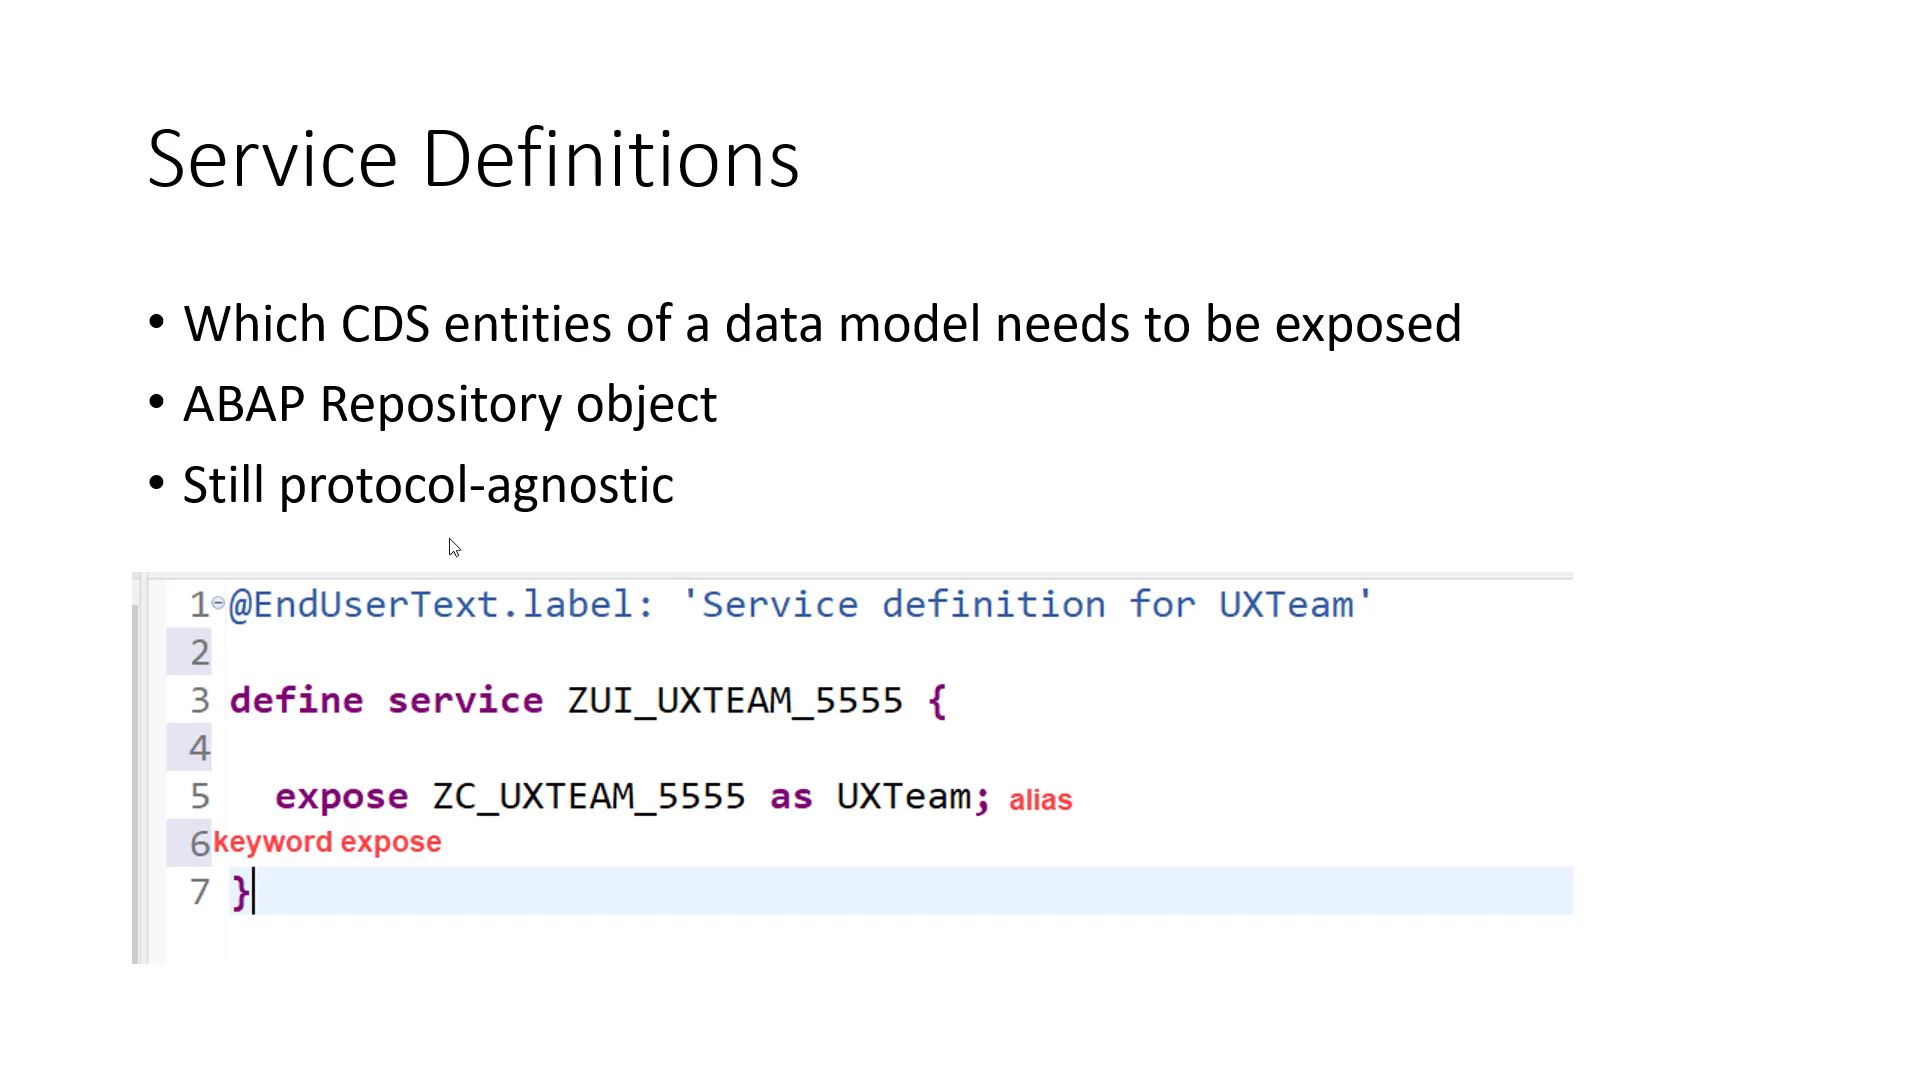 Service Definitions
• Which CDS entities of a data model needs to be exposed
• ABAP Repository object
• Still protocol-agnostic
1 @EndUserText.label: 'Service definition for UXTeam'
2
3 define service ZUI_UXTEAM_5555 {
4
5 expose ZC_UXTEAM_5555 as UXTeam; alias
6 keyword expose
7 }